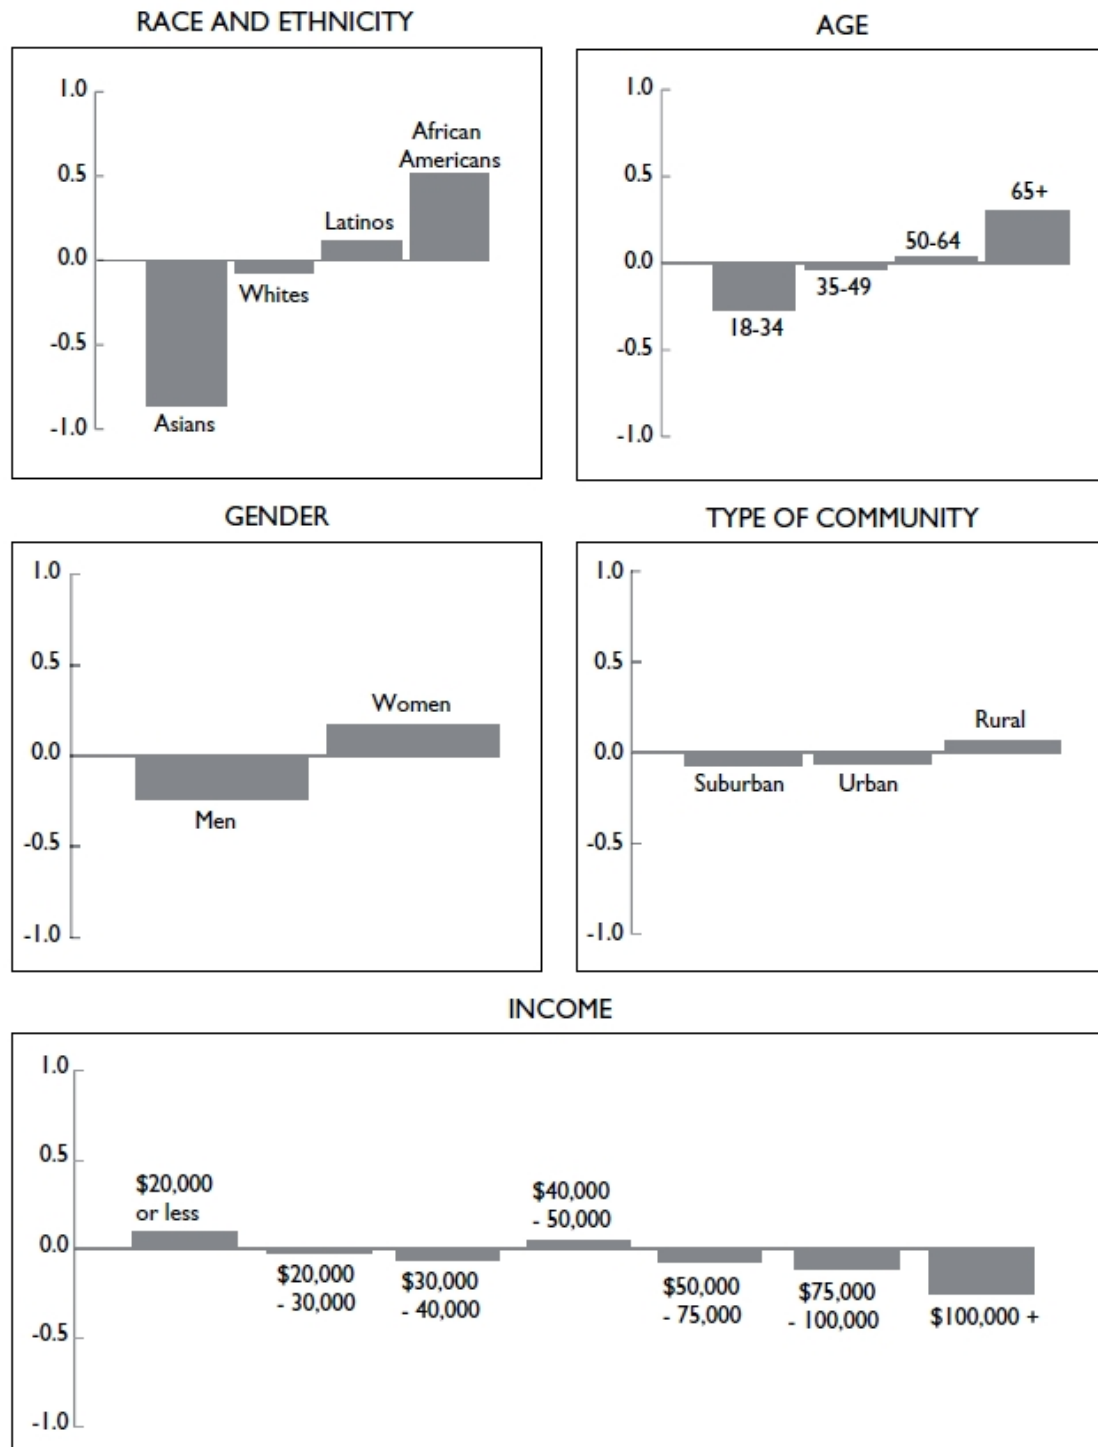 RACE AND ETHNICITY
1.0
0.5
0.0
-0.5
-1.0
African
Americans
Latinos
Whites
Asians
AGE
1.0
0.5
0.0
-0.5
-1.0
65+
50-64
35-49
18-34
GENDER
1.0
0.5
0.0
-0.5
-1.0
Women
Men
TYPE OF COMMUNITY
1.0
0.5
0.0
-0.5
-1.0
Rural
Suburban
Urban
INCOME
1.0
0.5
0.0
-0.5
-1.0
$20,000
or less
$20,000
- 30,000
$30,000
- 40,000
$40,000
- 50,000
$50,000
- 75,000
$75,000
- 100,000
$100,000 +